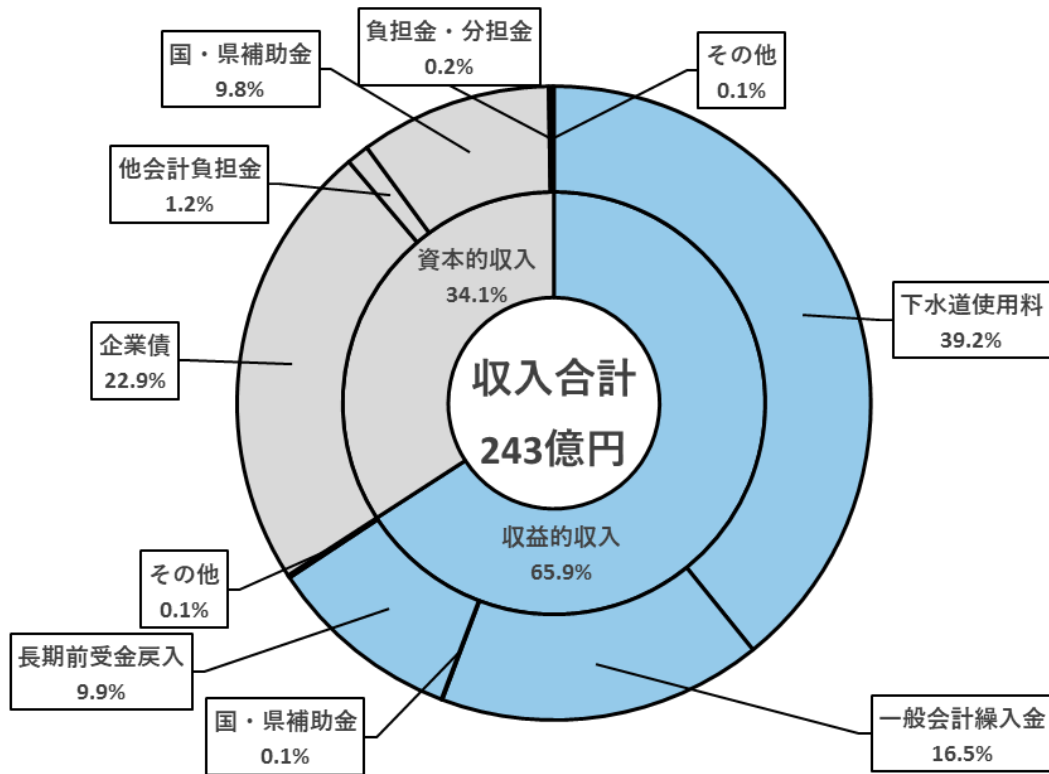 負担金・分担金
0.2%
その他
0.1%
国・県補助金
9.8%
他会計負担金
1.2%
資本的収入
34.1%
下水道使用料
39.2%
企業債
22.9%
収入合計
243億円
収益的収入
65.9%
その他
0.1%
長期前受金戻入
9.9%
国・県補助金
0.1%
一般会計繰入金
16.5%